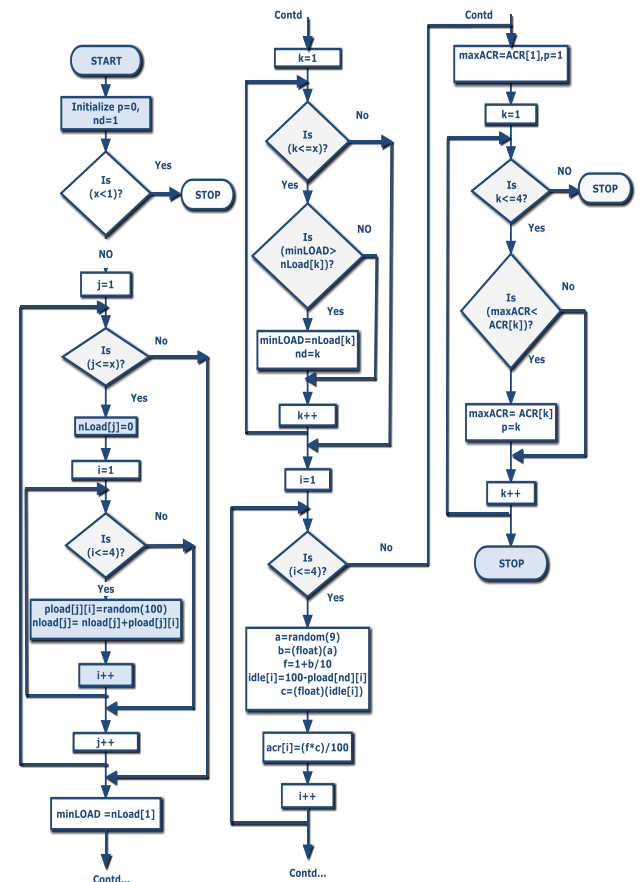 START
Initialize p=0,
nd=1
Is
(x<1)?
Yes
STOP
NO
j=1
Is
(j<=x)?
No
Yes
nLoad[j]=0
i=1
Is
(i<=4)?
No
Yes
pload[j][i]=random(100)
nload[j]= nload[j]+pload[j][i]
i++
j++
minLOAD =nLoad[1]
Contd...
Contd
k=1
Is
(k<=x)?
No
Yes
Is
(minLOAD>
nLoad[k])?
NO
Yes
minLOAD=nLoad[k]
nd=k
k++
i=1
Is
(i<=4)?
No
Yes
a=random(9)
b=(float)(a)
f=1+b/10
idle[i]=100-pload[nd][i]
c=(float)(idle[i])
acr[i]=(f*c)/100
i++
Contd...
Contd
maxACR=ACR[1],p=1
k=1
Is
k<=4?
NO
STOP
Yes
Is
(maxACR<
ACR[k])?
No
Yes
maxACR= ACR[k]
p=k
k++
STOP